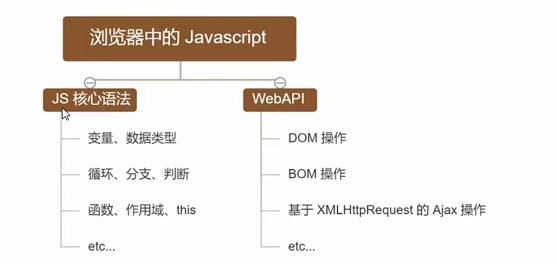 浏览器中的 Javascript
JS 核心语法
变量、数据类型
循环、分支、判断
函数、作用域、this
etc...
WebAPI
DOM 操作
BOM 操作
基于 XMLHttpRequest 的 Ajax 操作
etc...